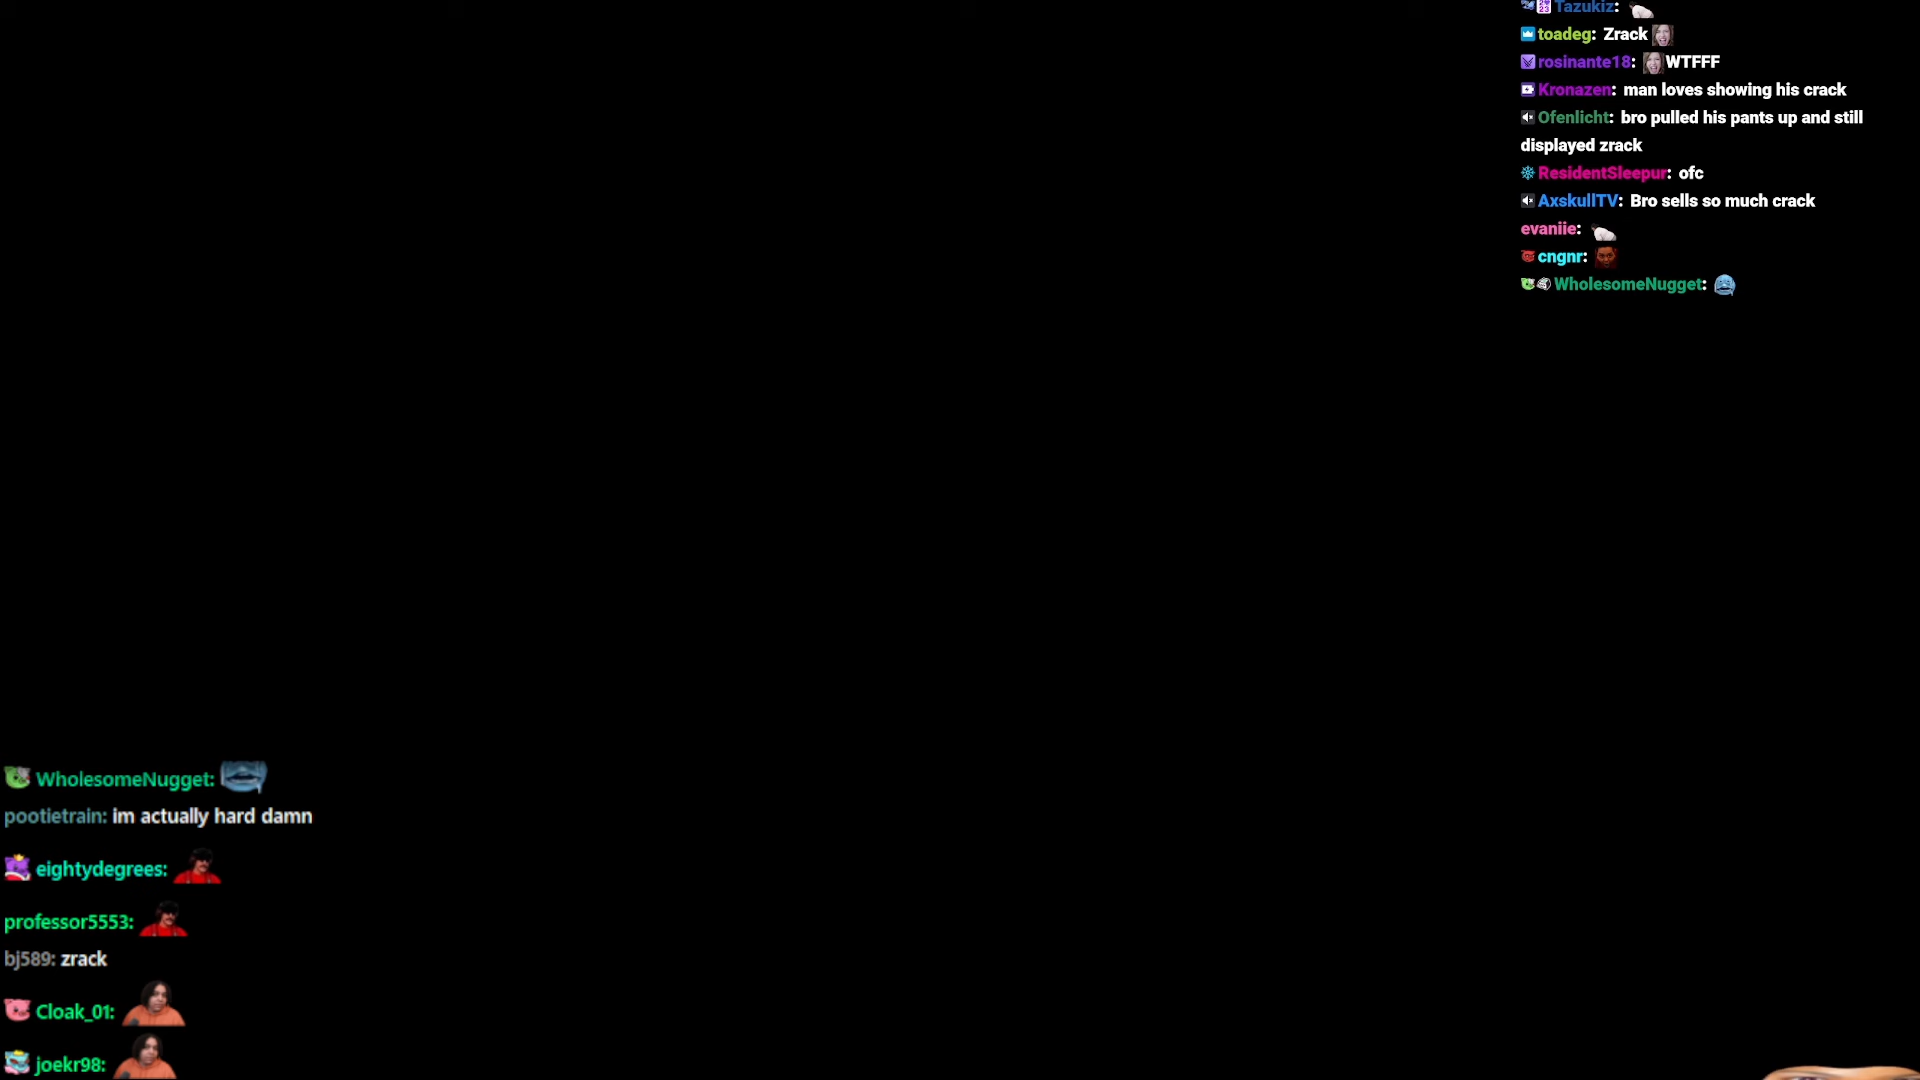 Tazukiz:
toadeg: Zrack
rosinante18: WTFFF
Kronazen: man loves showing his crack
Ofenlicht: bro pulled his pants up and still
displayed zrack
ResidentSleepur: ofc
AxskullTV: Bro sells so much crack
evaniie:
cngnr:
WholesomeNugget:
WholesomeNugget:
pootietrain: im actually hard damn
eightydegrees:
professor5553:
bj589: zrack
Cloak_01:
joekr98: